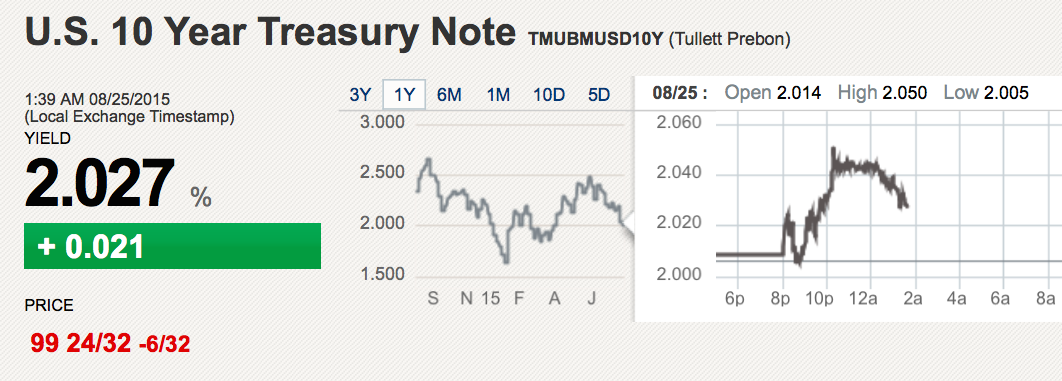 U.S. 10 Year Treasury Note TMUBMUSD10Y (Tullett Prebon)
1:39 AM 08/25/2015
(Local Exchange Timestamp)
YIELD
2.027 %
+ 0.021
PRICE
99 24/32 -6/32
3Y 1Y 6M 1M 10D 5D
3.000
2.500
2.000
1.500
S N 15 F A J
08/25 : Open 2.014 High 2.050 Low 2.005
2.060
2.040
2.020
2.000
6p 8p 10p 12a 2a 4a 6a 8a